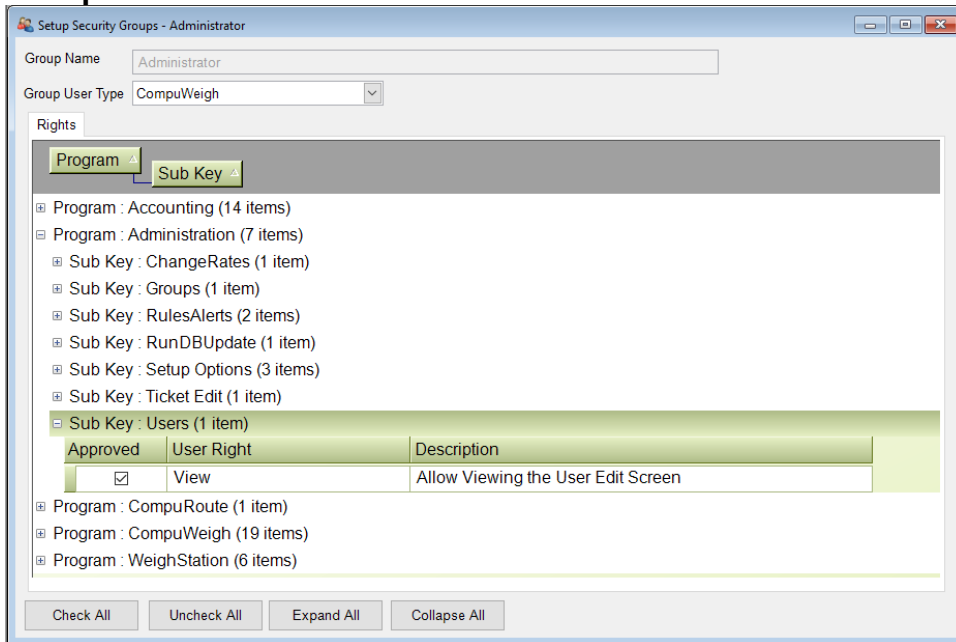 Setup Security Groups - Administrator
Group Name Administrator
Group User Type CompuWeigh
Rights
Program
Sub Key
Program : Accounting (14 items)
Program : Administration (7 items)
Sub Key : ChangeRates (1 item)
Sub Key : Groups (1 item)
Sub Key : RulesAlerts (2 items)
Sub Key : RunDBUpdate (1 item)
Sub Key : Setup Options (3 items)
Sub Key : Ticket Edit (1 item)
Sub Key : Users (1 item)
Approved User Right Description
View Allow Viewing the User Edit Screen
Program : CompuRoute (1 item)
Program : CompuWeigh (19 items)
Program : WeighStation (6 items)
Check All Uncheck All Expand All Collapse All